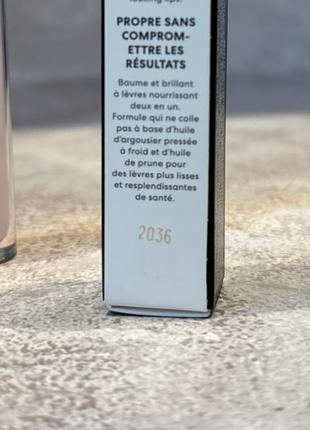 looking lips.
PROPRE SANS
COMPROM-
ETTRE LES
RÉSULTATS
Baume et brillant
à lèvres nourrissant
deux en un.
Formule qui ne colle
pas à base d'huile
d'argousier pressée
à froid et d'huile
de prune pour
des lèvres plus lisses
et resplendissantes
de santé.
2036